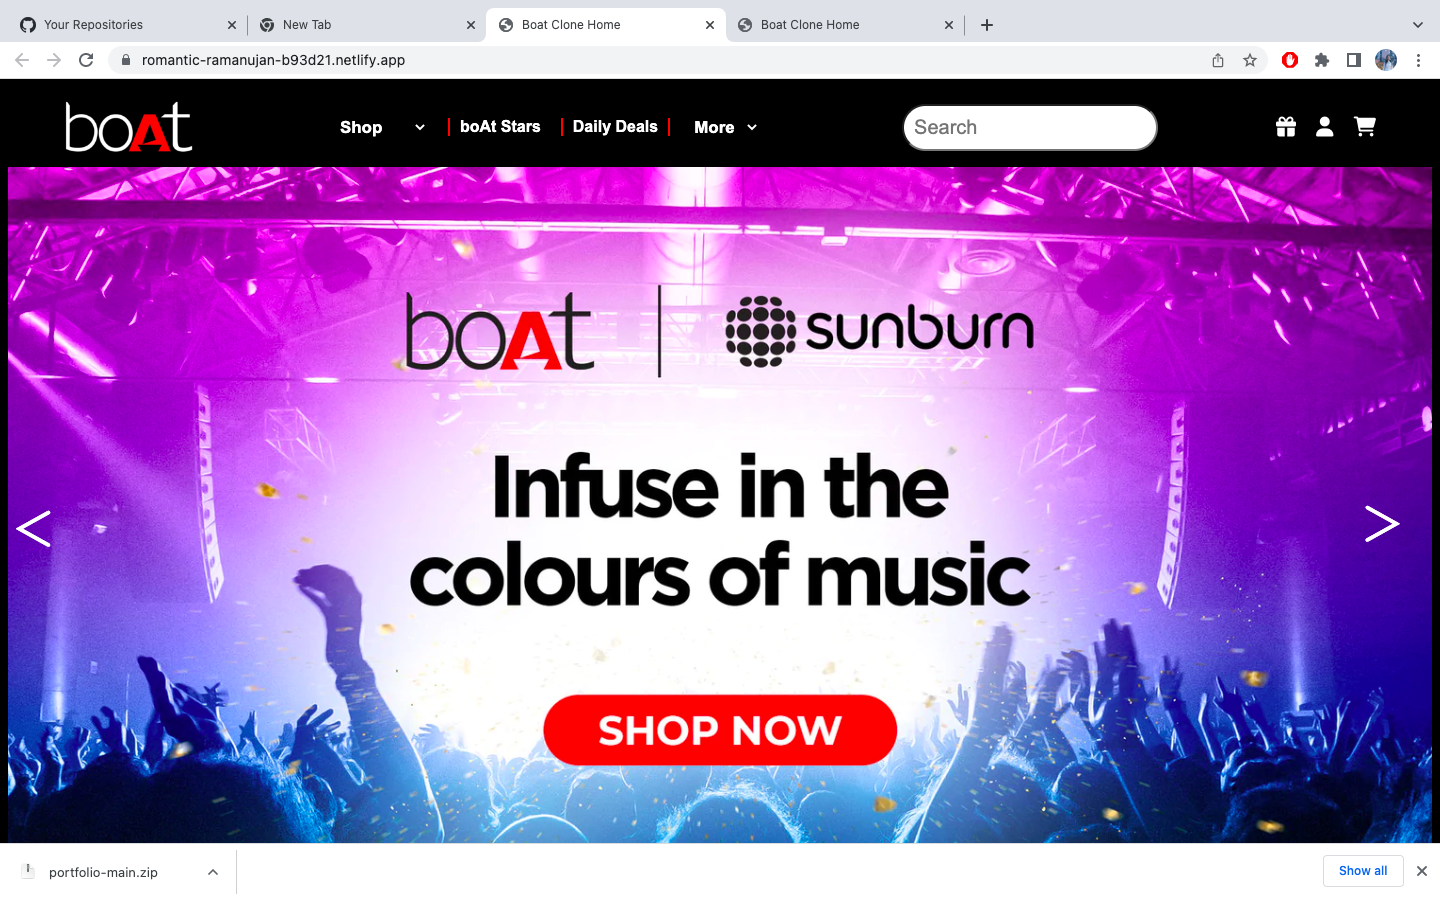 Your Repositories
New Tab
Boat Clone Home
Boat Clone Home
romantic-ramanujan-b93d21.netlify.app
boAt
Shop
boAt Stars
Daily Deals
More
Search
boAt
sunburn
Infuse in the
colours of music
SHOP NOW
portfolio-main.zip
Show all